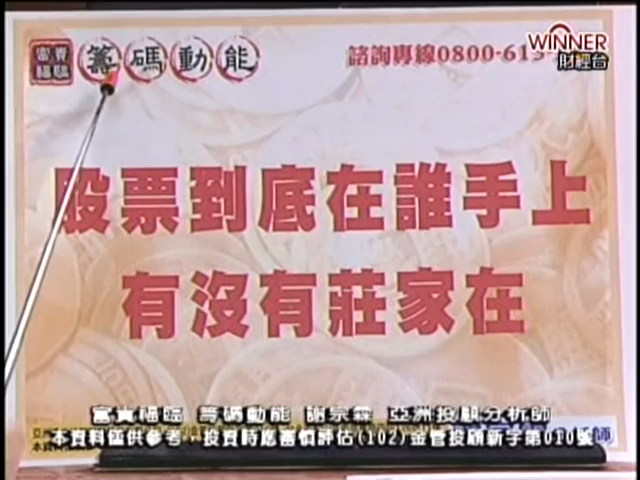 富貴福臨 籌碼動能 諮詢專線0800-615-
WINNER
財經台
股票到底在誰手上
有沒有莊家在
富貴福臨 籌碼動能 謝宗霖 亞洲投顧分析師
本資料僅供參考，投資時應審慎評估(102)金管投顧新字第010號